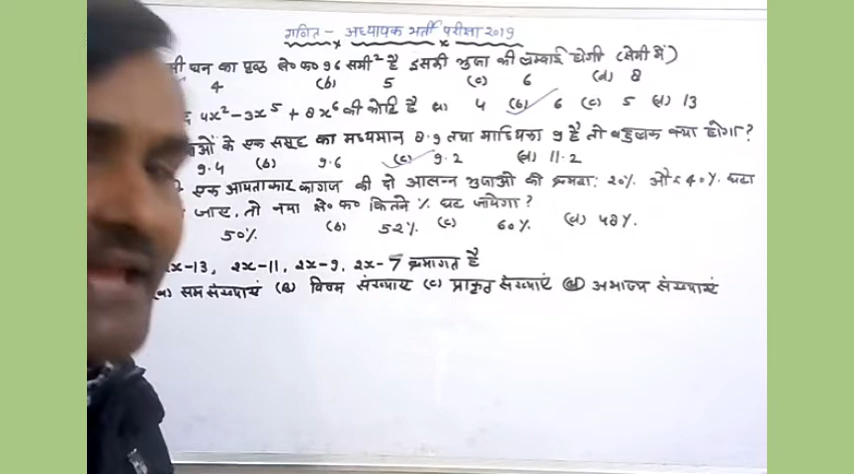 गणित - अध्यापक भर्ती परीक्षा 2019
घन का पृष्ठ क्षे० फ० 96 समी² है इसकी भुजा की लम्बाई होगी (सेमी में)
4 (b) 5 (c) 6 (d) 8
4x² - 3x⁵ + 8x⁶ की कोटि है (a) 4 (b) 6 (c) 5 (d) 13
के एक समूह का मध्यमान 8.9 तथा माध्यिका 9 है तो बहुलक क्या होगा?
9.4 (b) 9.6 (c) 9.2 (d) 11.2
एक आयताकार कागज की दो आसन्न भुजाओं को क्रमशः 20% और 40% घटा
जाए, तो नया क्षे० फ० कितने % घट जायेगा?
50% (b) 52% (c) 60% (d) 48%.
x-13, 2x-11, 2x-9, 2x-7 क्रमागत है
(a) सम संख्याएं (B) विषम संख्याए (c) प्राकृत संख्याएं (d) अभाज्य संख्याएं